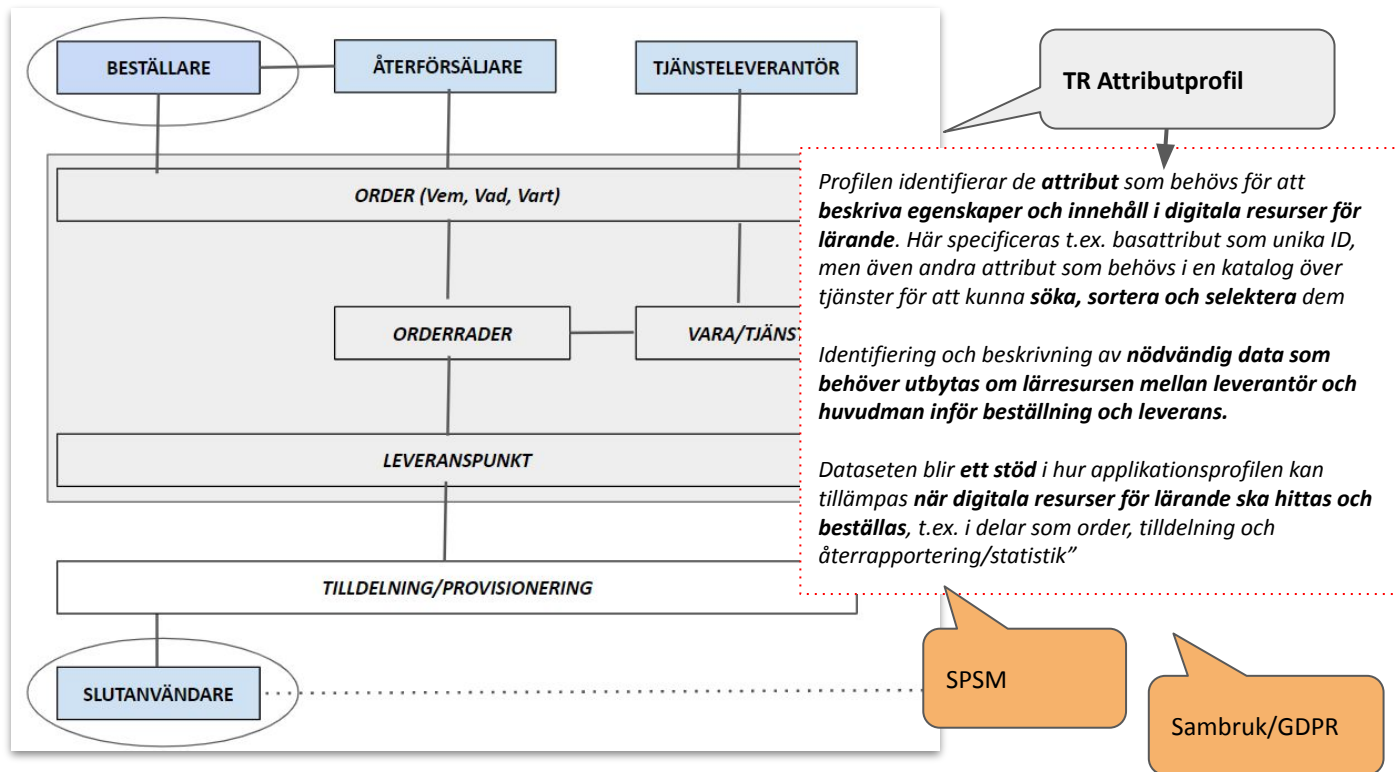 BESTÄLLARE
ÅTERFÖRSÄLJARE
TJÄNSTELEVERANTÖR
TR Attributprofil
ORDER (Vem, Vad, Vart)
ORDERRADER
VARA/TJÄNS
LEVERANSPUNKT
TILLDELNING/PROVISIONERING
SLUTANVÄNDARE
Profilen identifierar de attribut som behövs för att
beskriva egenskaper och innehåll i digitala resurser för
lärande. Här specificeras t.ex. basattribut som unika ID,
men även andra attribut som behövs i en katalog över
tjänster för att kunna söka, sortera och selektera dem
Identifiering och beskrivning av nödvändig data som
behöver utbytas om lärresursen mellan leverantör och
huvudman inför beställning och leverans.
Dataseten blir ett stöd i hur applikationsprofilen kan
tillämpas när digitala resurser för lärande ska hittas och
beställas, t.ex. i delar som order, tilldelning och
återrapportering/statistik”
SPSM
Sambruk/GDPR